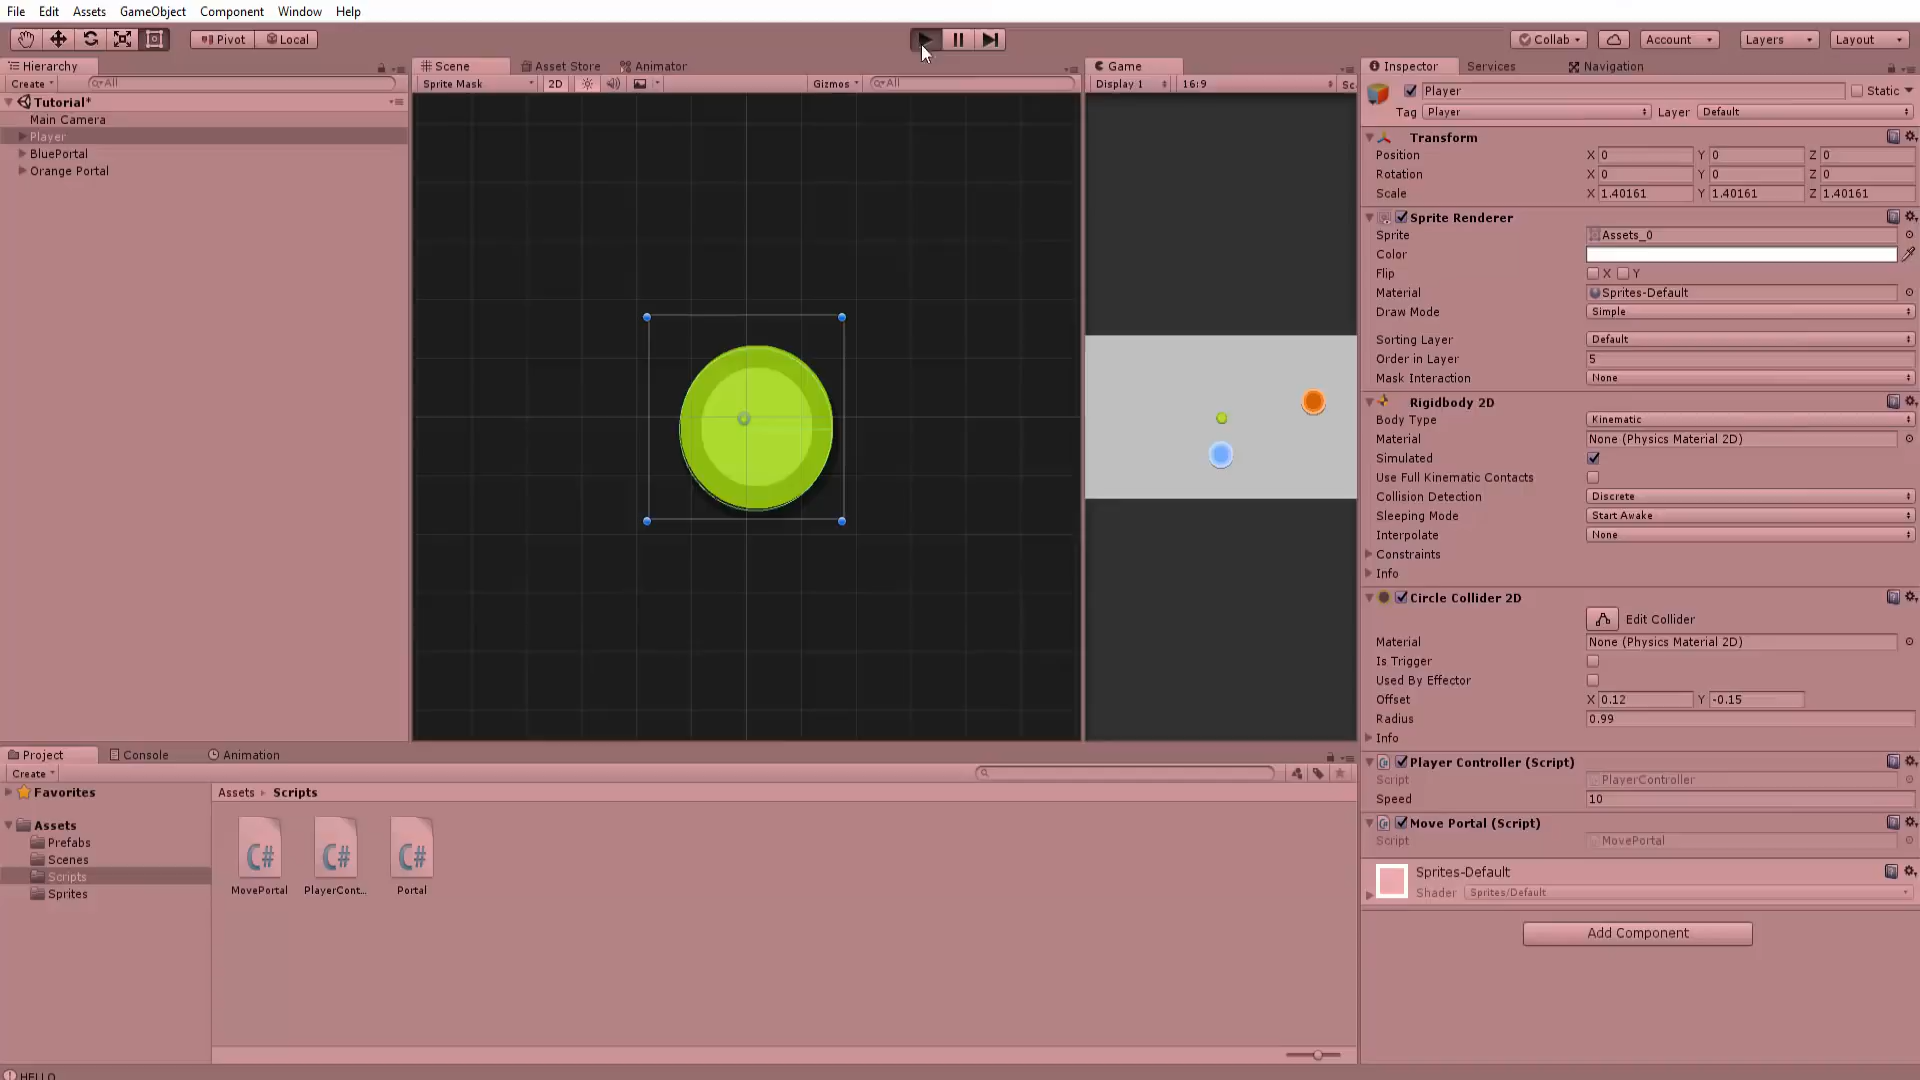 File Edit Assets GameObject Component Window Help
Pivot Local Collab Account Layers Layout
Hierarchy
Create All
Tutorial*
Main Camera
Player
BluePortal
Orange Portal
Scene Asset Store Animator
Sprite Mask 2D Gizmos All
Game
Display 1 16:9 Sc
Inspector Services Navigation
Player Static
Tag Player Layer Default
Transform
Position X 0 Y 0 Z 0
Rotation X 0 Y 0 Z 0
Scale X 1.40161 Y 1.40161 Z 1.40161
Sprite Renderer
Sprite Assets_0
Color
Flip X Y
Material Sprites-Default
Draw Mode Simple
Sorting Layer Default
Order in Layer 5
Mask Interaction None
Rigidbody 2D
Body Type Kinematic
Material None (Physics Material 2D)
Simulated
Use Full Kinematic Contacts
Collision Detection Discrete
Sleeping Mode Start Awake
Interpolate None
Constraints
Info
Circle Collider 2D
Edit Collider
Material None (Physics Material 2D)
Is Trigger
Used By Effector
Offset X 0.12 Y -0.15
Radius 0.99
Info
Player Controller (Script)
Script PlayerController
Speed 10
Move Portal (Script)
Script MovePortal
Sprites-Default
Shader Sprites/Default
Add Component
Project Console Animation
Create
Favorites
Assets
Prefabs
Scenes
Scripts
Sprites
Assets Scripts
C# C# C#
MovePortal PlayerCont... Portal
HELLO